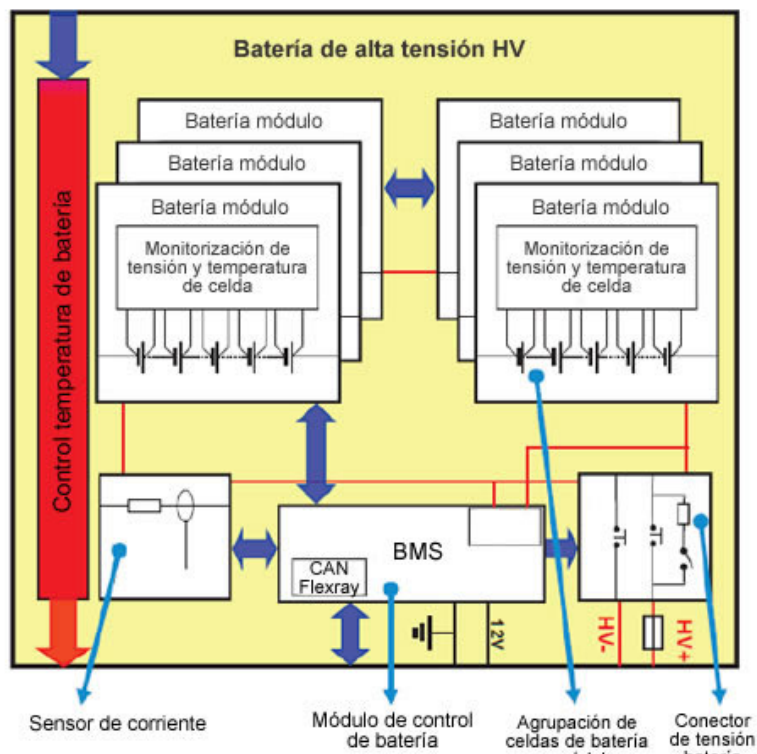 Batería de alta tensión HV
Batería módulo
Batería módulo
Batería módulo
Monitorización de
tensión y temperatura
de celda
Batería módulo
Batería módulo
Batería módulo
Monitorización de
tensión y temperatura
de celda
Control temperatura de batería
BMS
CAN
Flexray
12V
HV-
HV+
Sensor de corriente
Módulo de control
de batería
Agrupación de
celdas de batería
Conector
de tensión